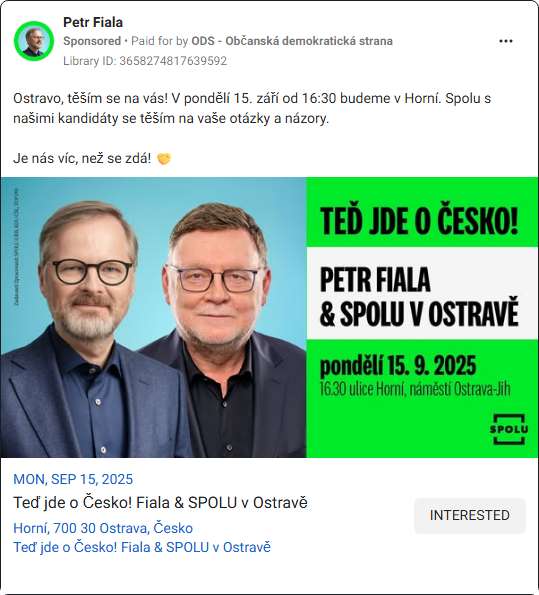 Petr Fiala
Sponsored • Paid for by ODS - Občanská demokratická strana
Library ID: 3658274817639592
Ostravo, těším se na vás! V pondělí 15. září od 16:30 budeme v Horní. Spolu s
našimi kandidáty se těším na vaše otázky a názory.
Je nás víc, než se zdá! 🤝
TEĎ JDE O ČESKO!
PETR FIALA
& SPOLU V OSTRAVĚ
pondělí 15. 9. 2025
16.30 ulice Horní, náměstí Ostrava-Jih
SPOLU
MON, SEP 15, 2025
Teď jde o Česko! Fiala & SPOLU v Ostravě
Horní, 700 30 Ostrava, Česko
Teď jde o Česko! Fiala & SPOLU v Ostravě
INTERESTED